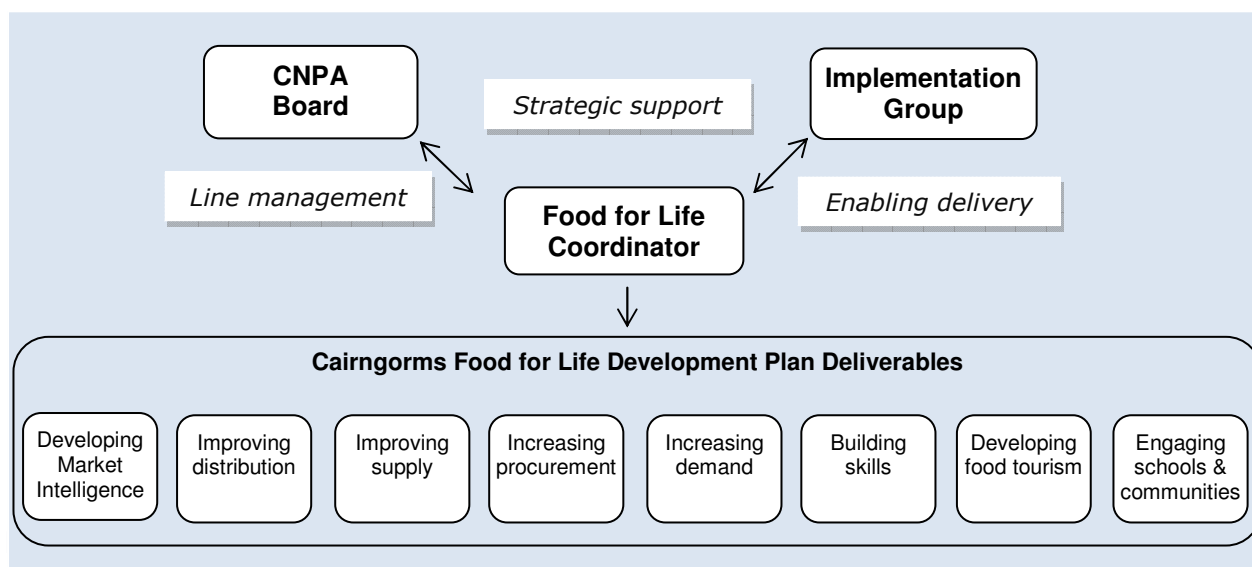 CNPA
Board
Implementation
Group
Strategic support
Line management
Enabling delivery
Food for Life
Coordinator
Cairngorms Food for Life Development Plan Deliverables
Developing
Market
Intelligence
Improving
distribution
Improving
supply
Increasing
procurement
Increasing
demand
Building
skills
Developing
food tourism
Engaging
schools &
communities